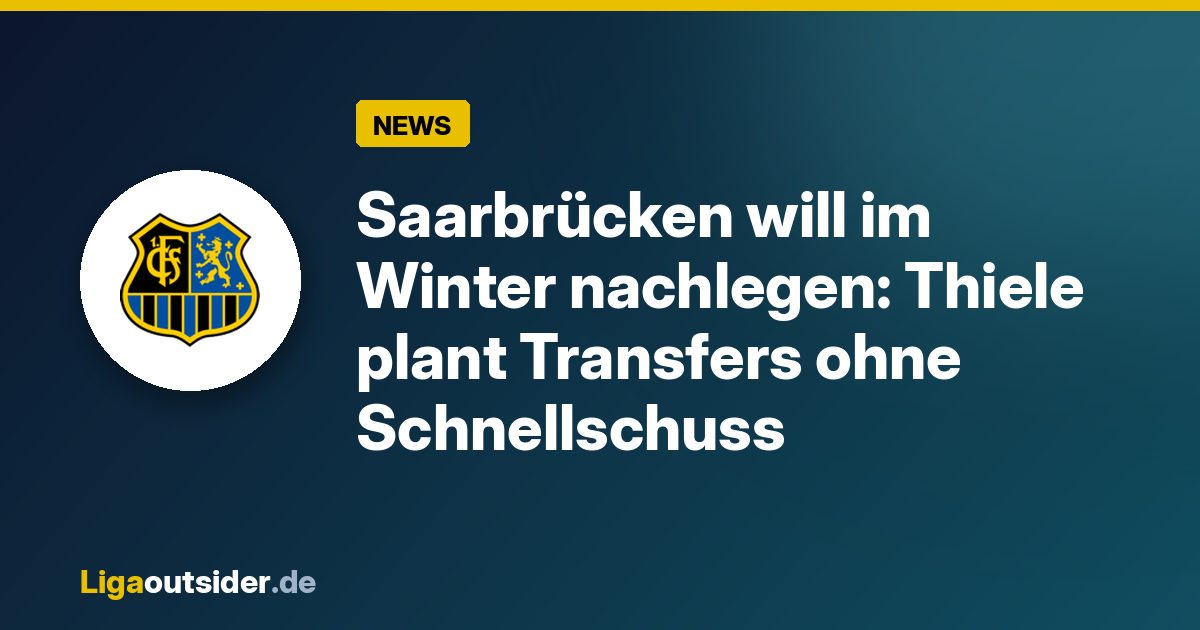 NEWS
Saarbrücken will im
Winter nachlegen: Thiele
plant Transfers ohne
Schnellschuss
Ligaoutsider.de